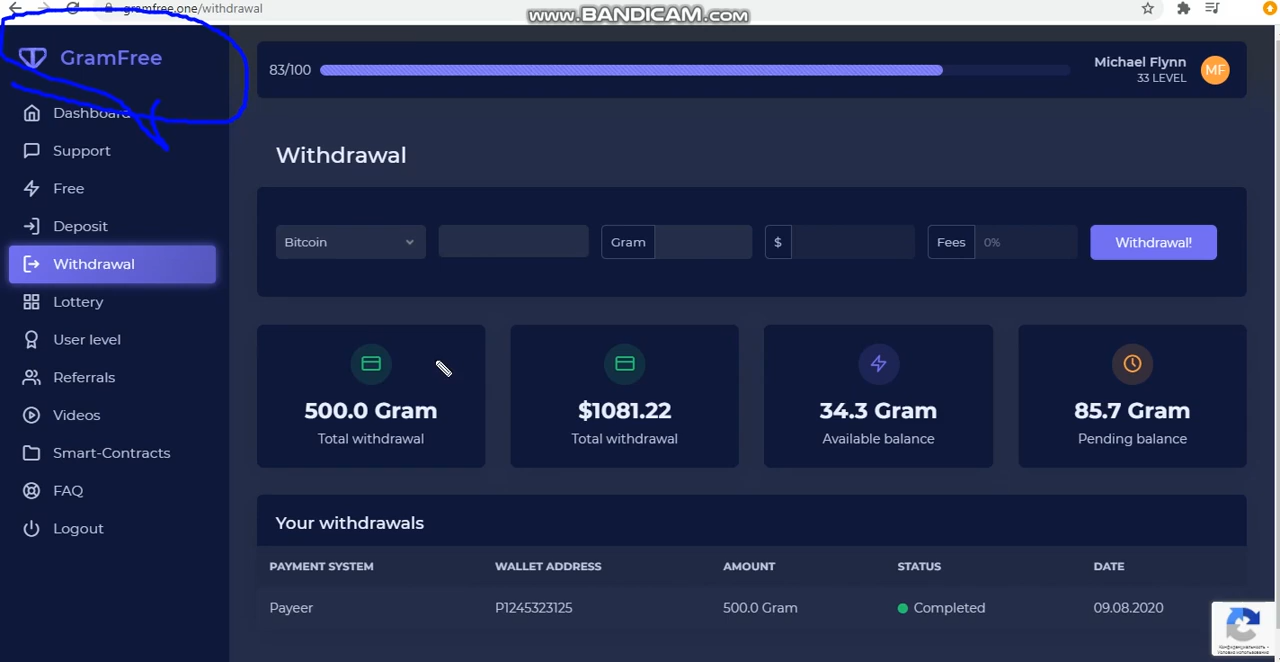 gramfree.one/withdrawal
www.BANDICAM.com
GramFree
83/100
Michael Flynn
33 LEVEL
MF
Dashboard
Support
Free
Deposit
Withdrawal
Lottery
User level
Referrals
Videos
Smart-Contracts
FAQ
Logout
Withdrawal
Bitcoin
Gram
$
Fees
0%
Withdrawal!
500.0 Gram
Total withdrawal
$1081.22
Total withdrawal
34.3 Gram
Available balance
85.7 Gram
Pending balance
Your withdrawals
PAYMENT SYSTEM WALLET ADDRESS AMOUNT STATUS DATE
Payeer P1245323125 500.0 Gram Completed 09.08.2020